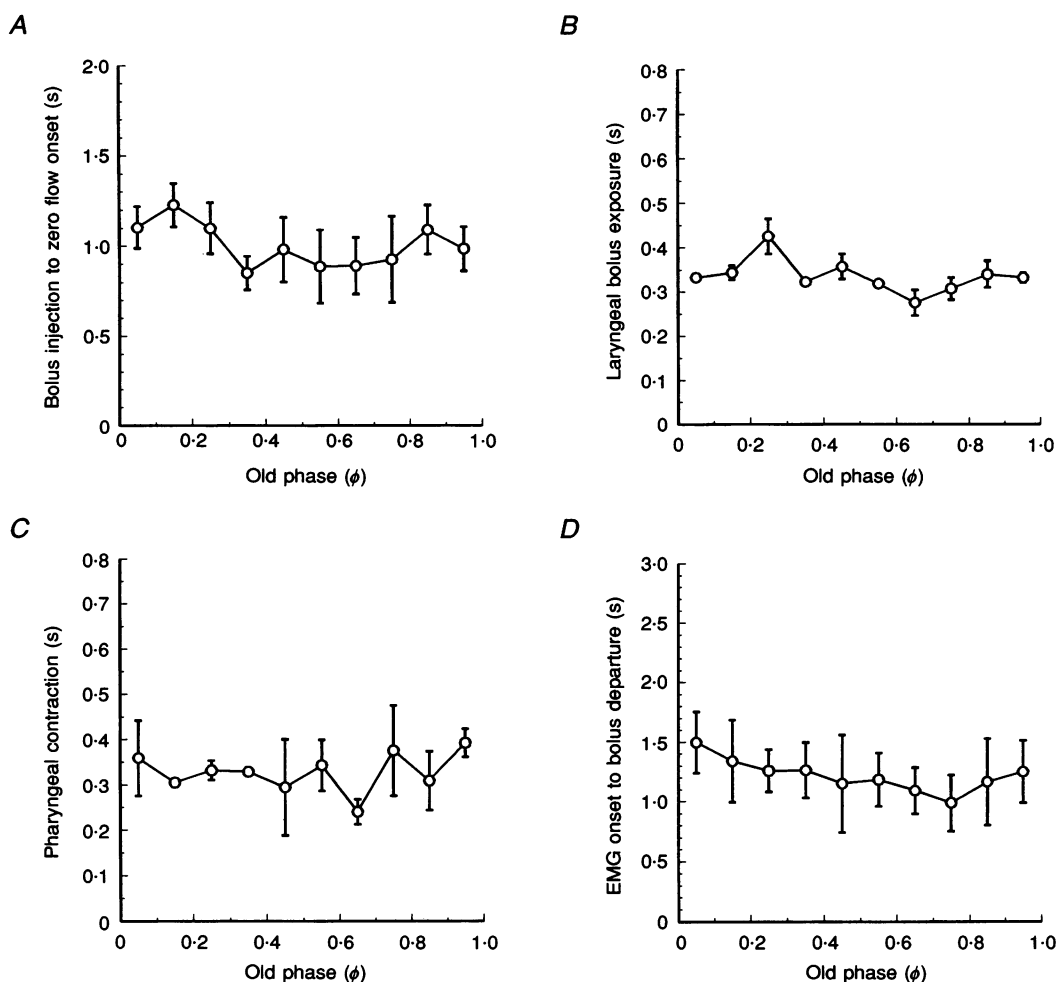 A
Bolus injection to zero flow onset (s)
2·0
1·5
1·0
0·5
0
0 0·2 0·4 0·6 0·8 1·0
Old phase (ϕ)
B
Laryngeal bolus exposure (s)
0·8
0·7
0·6
0·5
0·4
0·3
0·2
0·1
0
0 0·2 0·4 0·6 0·8 1·0
Old phase (ϕ)
C
Pharyngeal contraction (s)
0·8
0·7
0·6
0·5
0·4
0·3
0·2
0·1
0
0 0·2 0·4 0·6 0·8 1·0
Old phase (ϕ)
D
EMG onset to bolus departure (s)
3·0
2·5
2·0
1·5
1·0
0·5
0
0 0·2 0·4 0·6 0·8 1·0
Old phase (ϕ)